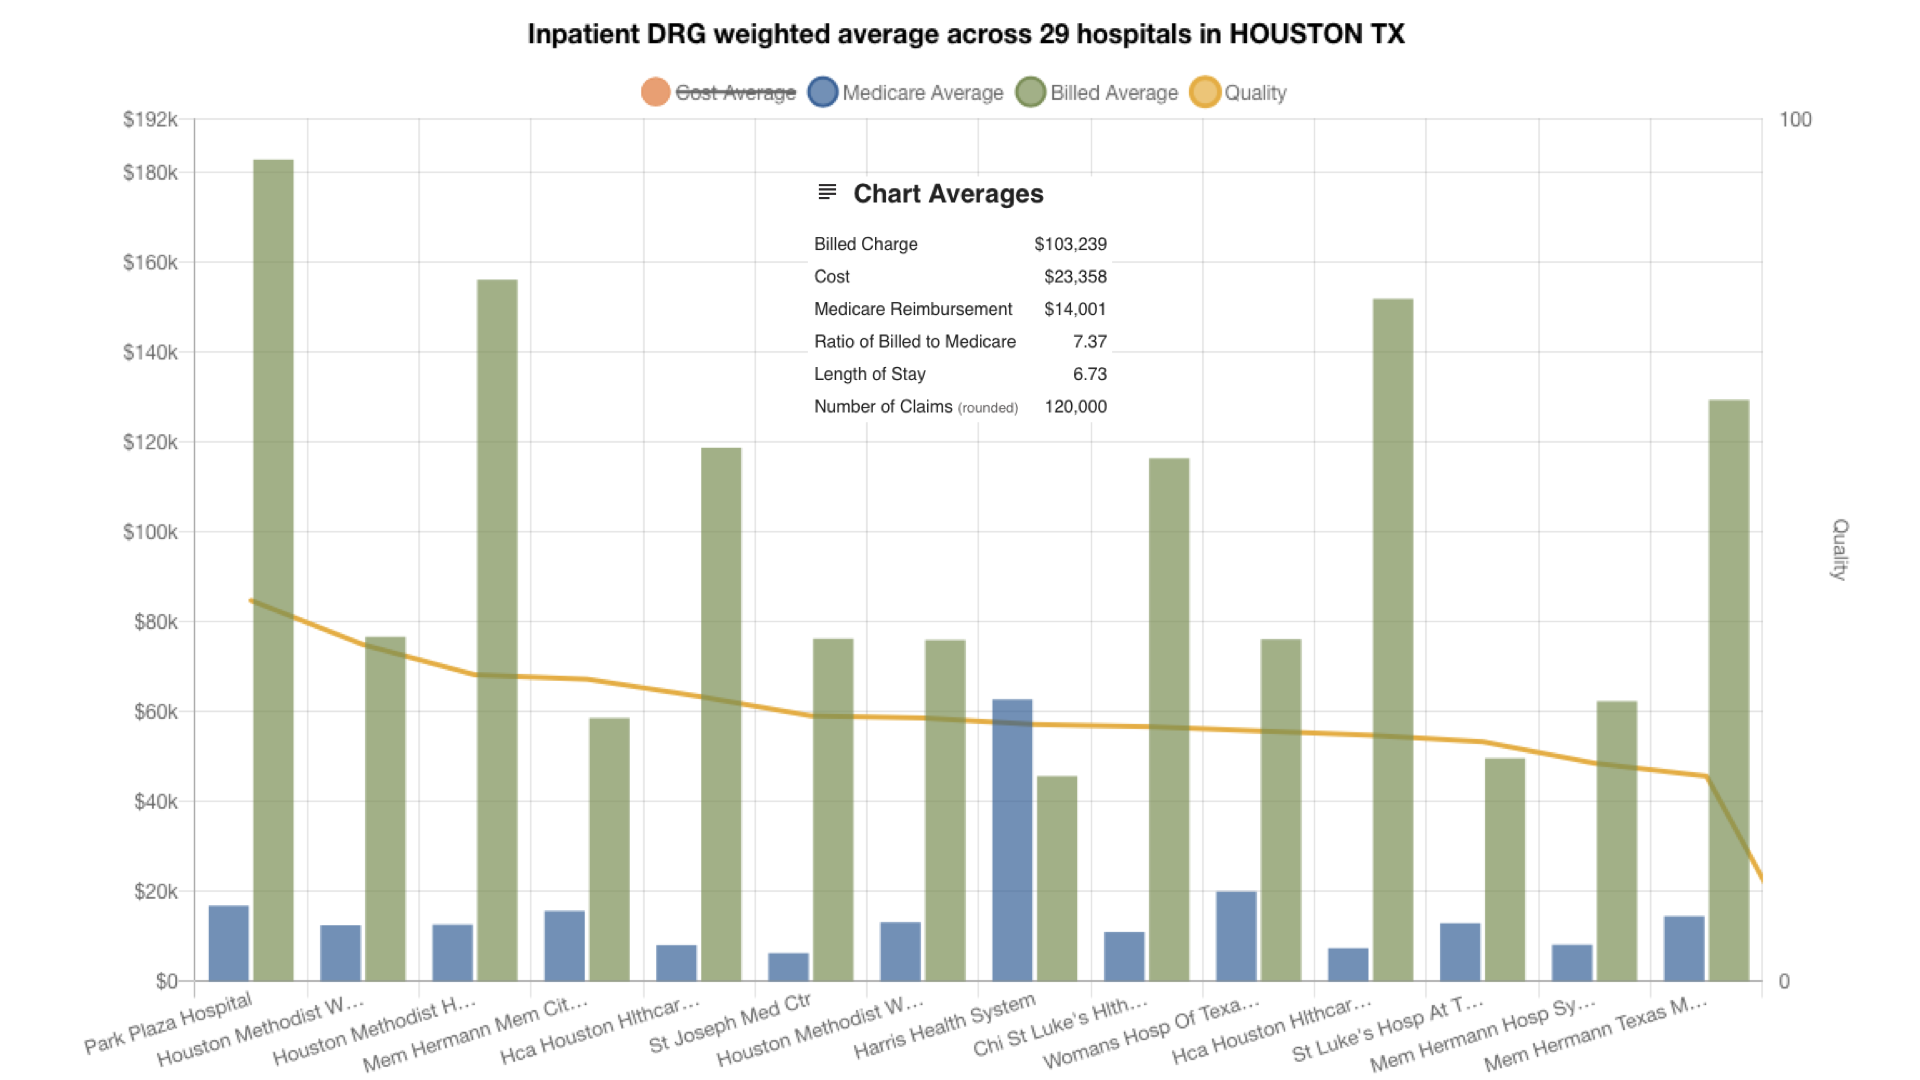 Inpatient DRG weighted average across 29 hospitals in HOUSTON TX
Cost Average Medicare Average Billed Average Quality
$192k
$180k
$160k
$140k
$120k
$100k
$80k
$60k
$40k
$20k
$0
100
0
Quality
Chart Averages
Billed Charge $103,239
Cost $23,358
Medicare Reimbursement $14,001
Ratio of Billed to Medicare 7.37
Length of Stay 6.73
Number of Claims (rounded) 120,000
Park Plaza Hospital
Houston Methodist W...
Houston Methodist H...
Mem Hermann Mem Cit...
Hca Houston Hlthcar...
St Joseph Med Ctr
Houston Methodist W...
Harris Health System
Chi St Luke's Hlth...
Womans Hosp Of Texa...
Hca Houston Hlthcar...
St Luke's Hosp At T...
Mem Hermann Hosp Sy...
Mem Hermann Texas M...